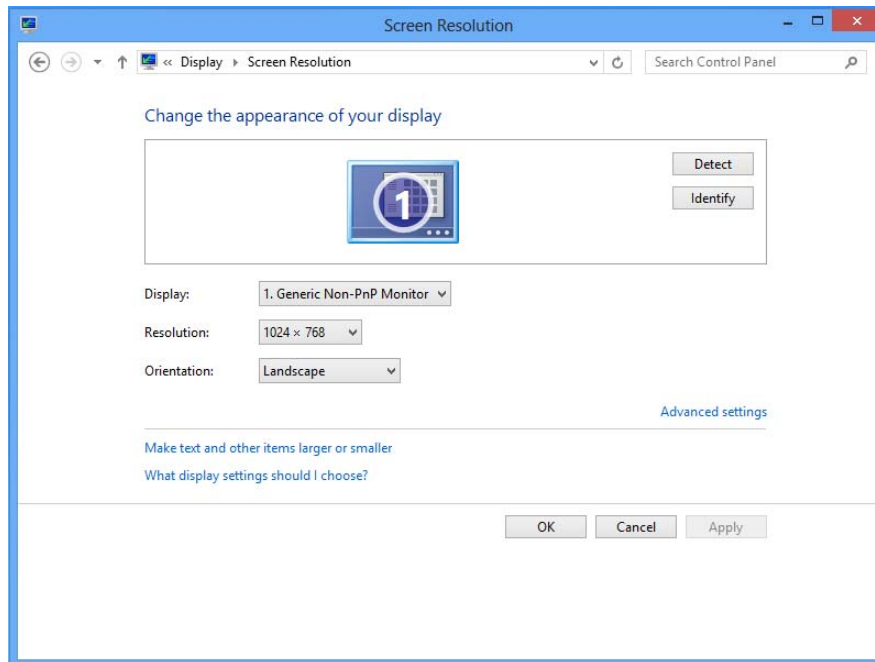 Screen Resolution
« Display ▸ Screen Resolution
Search Control Panel
Change the appearance of your display
1
Detect
Identify
Display: 1. Generic Non-PnP Monitor
Resolution: 1024 × 768
Orientation: Landscape
Advanced settings
Make text and other items larger or smaller
What display settings should I choose?
OK Cancel Apply